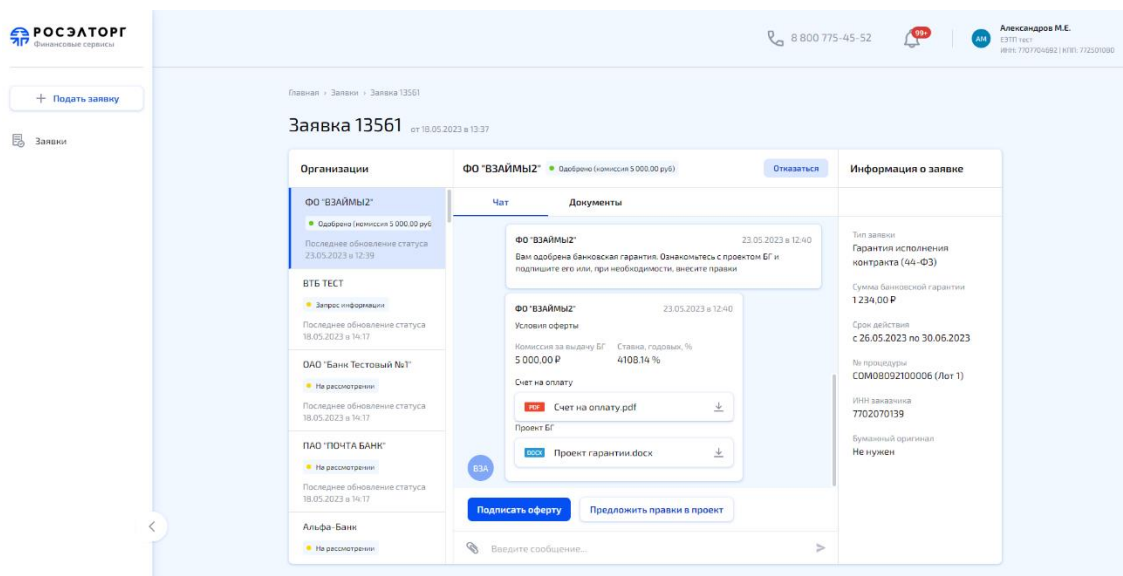 РОСЭЛТОРГ
Финансовые сервисы
8 800 775-45-52
99+
АМ
Александров М.Е.
ЕЭТП тест
ИНН: 7707704692 | КПП: 772501000
+ Подать заявку
Заявки
Главная › Заявки › Заявка 13561
Заявка 13561 от 18.05.2023 в 13:37
Организации
ФО "ВЗАЙМЫ2"
Одобрено (комиссия 5 000,00 руб
Последнее обновление статуса
23.05.2023 в 12:39
ВТБ ТЕСТ
Запрос информации
Последнее обновление статуса
18.05.2023 в 14:17
ОАО "Банк Тестовый №1"
На рассмотрении
Последнее обновление статуса
18.05.2023 в 14:17
ПАО "ПОЧТА БАНК"
На рассмотрении
Последнее обновление статуса
18.05.2023 в 14:17
Альфа-Банк
На рассмотрении
ФО "ВЗАЙМЫ2" Одобрено (комиссия 5 000,00 руб)
Отказаться
Чат Документы
ФО "ВЗАЙМЫ2" 23.05.2023 в 12:40
Вам одобрена банковская гарантия. Ознакомьтесь с проектом БГ и
подпишите его или, при необходимости, внесите правки
ФО "ВЗАЙМЫ2" 23.05.2023 в 12:40
Условия оферты
Комиссия за выдачу БГ Ставка, годовых, %
5 000,00 ₽ 4108.14 %
Счет на оплату
PDF Счет на оплату.pdf
Проект БГ
DOCX Проект гарантии.docx
ВЗА
Подписать оферту Предложить правки в проект
Введите сообщение...
Информация о заявке
Тип заявки
Гарантия исполнения
контракта (44-ФЗ)
Сумма банковской гарантии
1 234,00 ₽
Срок действия
с 26.05.2023 по 30.06.2023
№ процедуры
COM08092100006 (Лот 1)
ИНН заказчика
7702070139
Бумажный оригинал
Не нужен